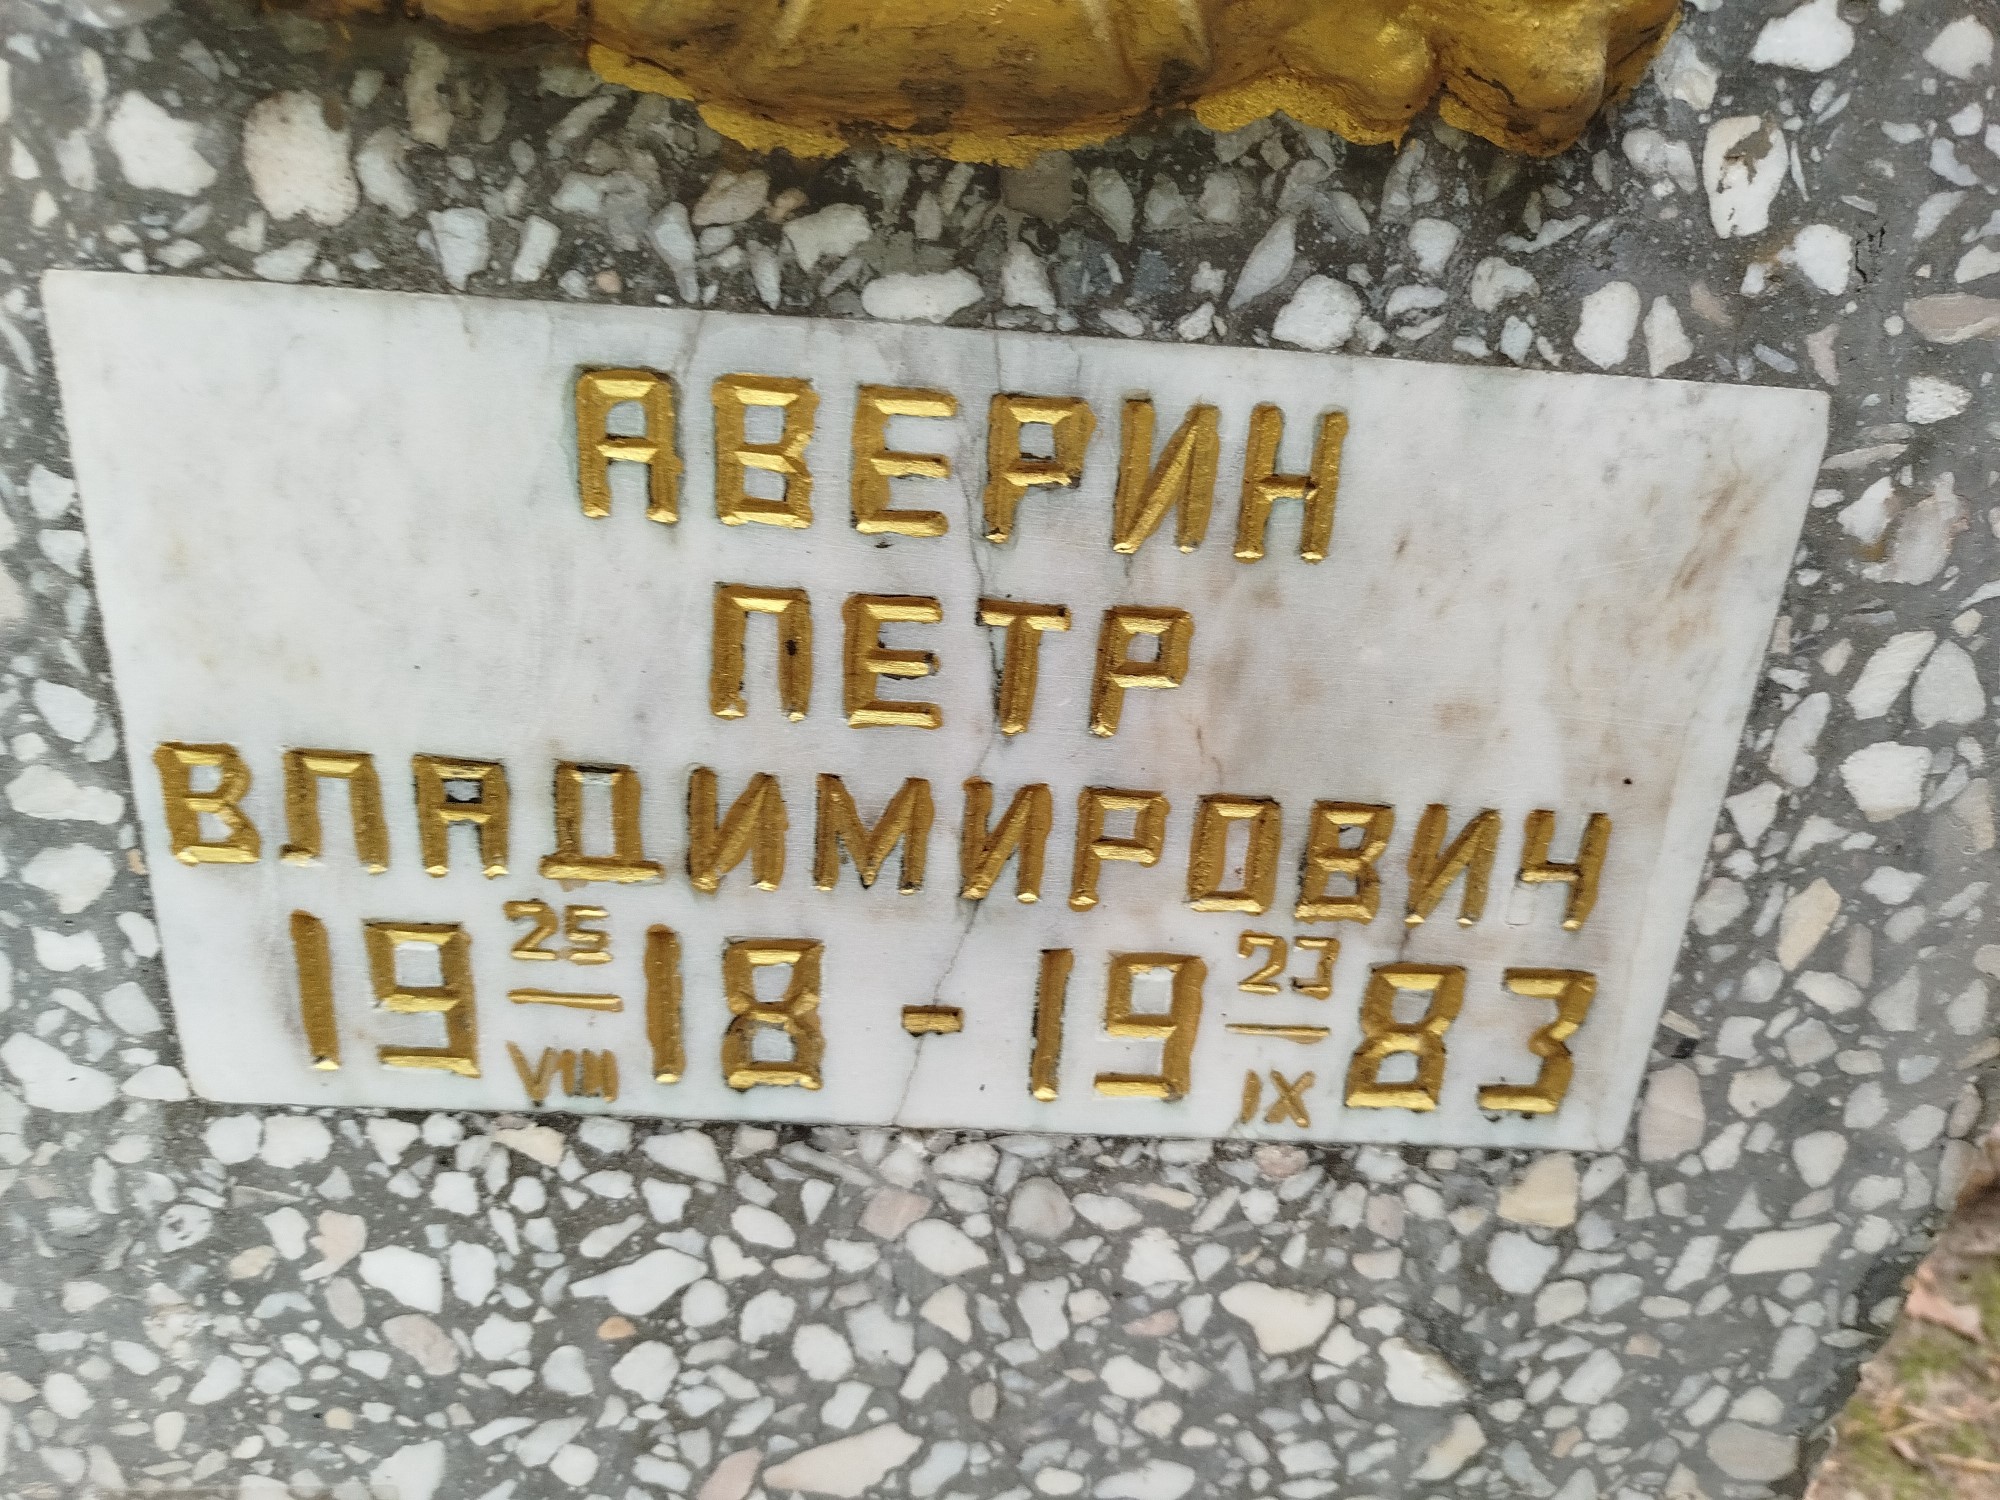 АВЕРИН
ПЕТР
ВЛАДИМИРОВИЧ
19 25/VIII 18 - 19 23/IX 83